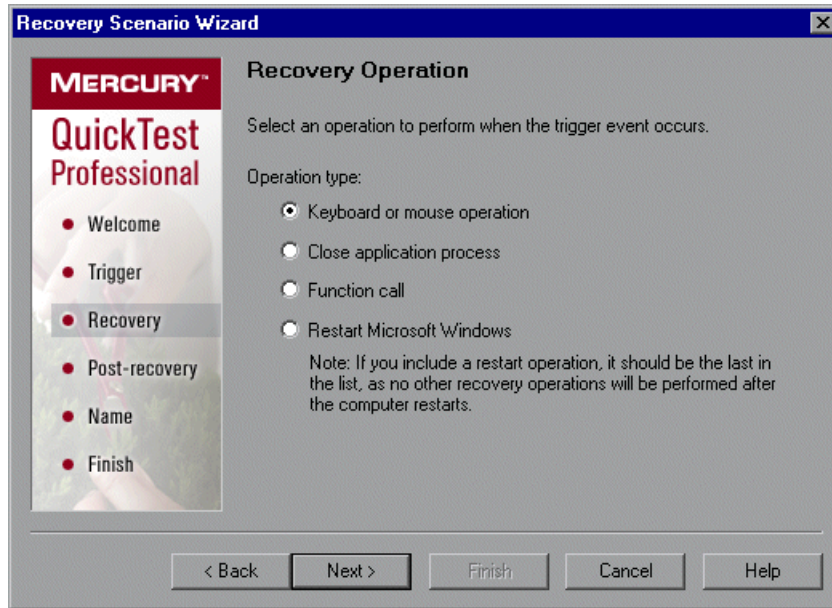 Recovery Scenario Wizard
MERCURY™
QuickTest
Professional
Welcome
Trigger
Recovery
Post-recovery
Name
Finish
Recovery Operation
Select an operation to perform when the trigger event occurs.
Operation type:
Keyboard or mouse operation
Close application process
Function call
Restart Microsoft Windows
Note: If you include a restart operation, it should be the last in
the list, as no other recovery operations will be performed after
the computer restarts.
< Back
Next >
Finish
Cancel
Help